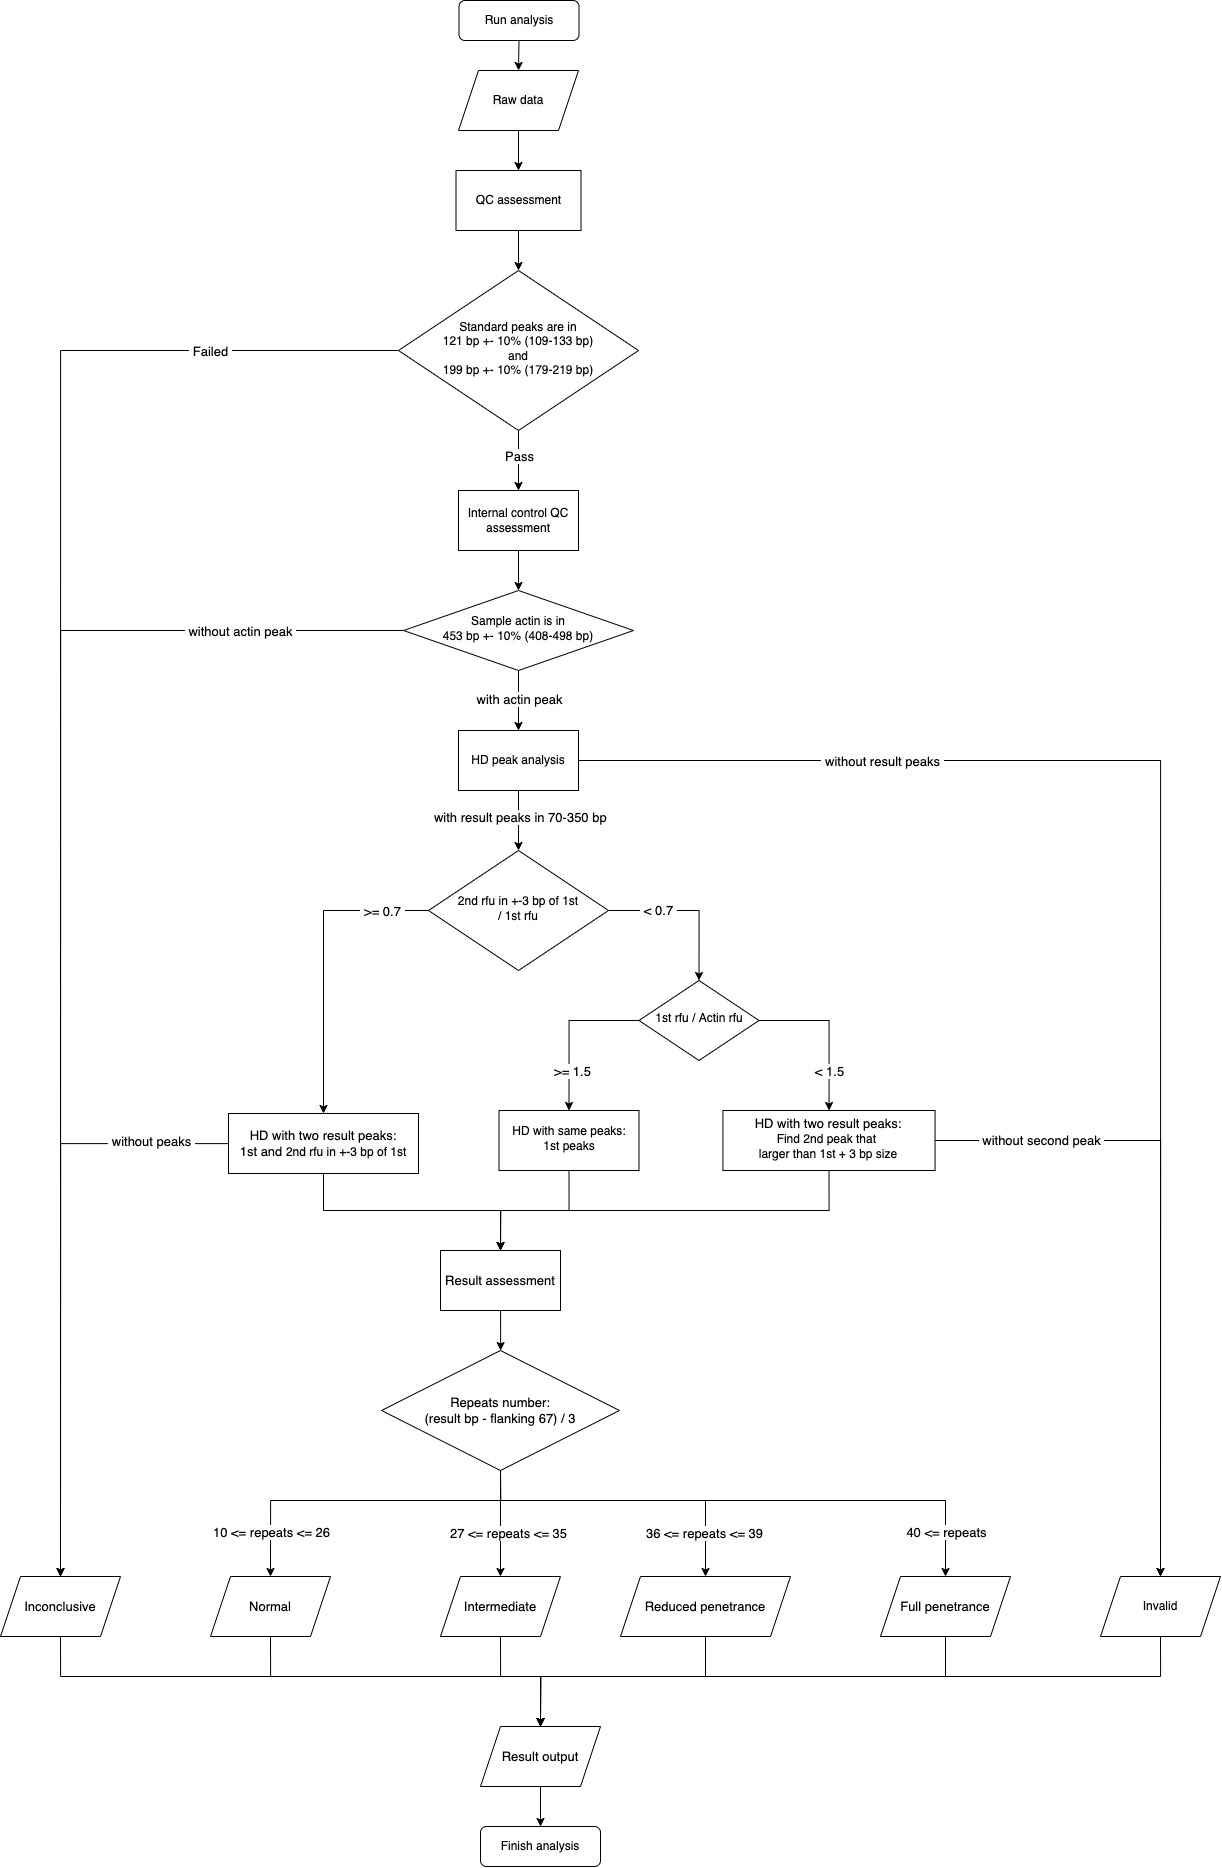 Run analysis
Raw data
QC assessment
Standard peaks are in
121 bp +- 10% (109-133 bp)
and
199 bp +- 10% (179-219 bp)
Failed
Pass
Internal control QC
assessment
Sample actin is in
453 bp +- 10% (408-498 bp)
without actin peak
with actin peak
HD peak analysis
without result peaks
with result peaks in 70-350 bp
2nd rfu in +-3 bp of 1st
/ 1st rfu
>= 0.7
< 0.7
1st rfu / Actin rfu
>= 1.5
< 1.5
without peaks
HD with two result peaks:
1st and 2nd rfu in +-3 bp of 1st
HD with same peaks:
1st peaks
HD with two result peaks:
Find 2nd peak that
larger than 1st + 3 bp size
without second peak
Result assessment
Repeats number:
(result bp - flanking 67) / 3
10 <= repeats <= 26
27 <= repeats <= 35
36 <= repeats <= 39
40 <= repeats
Inconclusive
Normal
Intermediate
Reduced penetrance
Full penetrance
Invalid
Result output
Finish analysis